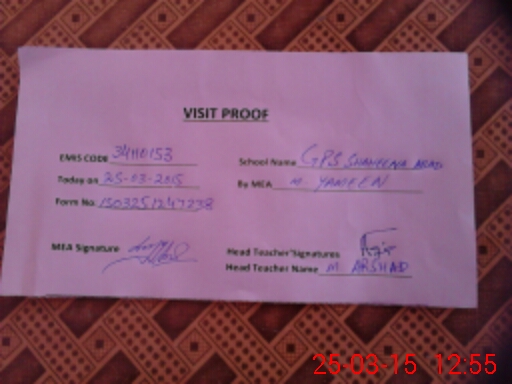 VISIT PROOF
EMIS CODE 34110153 School Name GPS SHAHEENA ABAD
Today on 25-03-2015 By MEA M. YAMEEN
Form No. 1503251247238
MEA Signature Head Teacher Signatures
Head Teacher Name M. ARSHAD
25-03-15 12:55